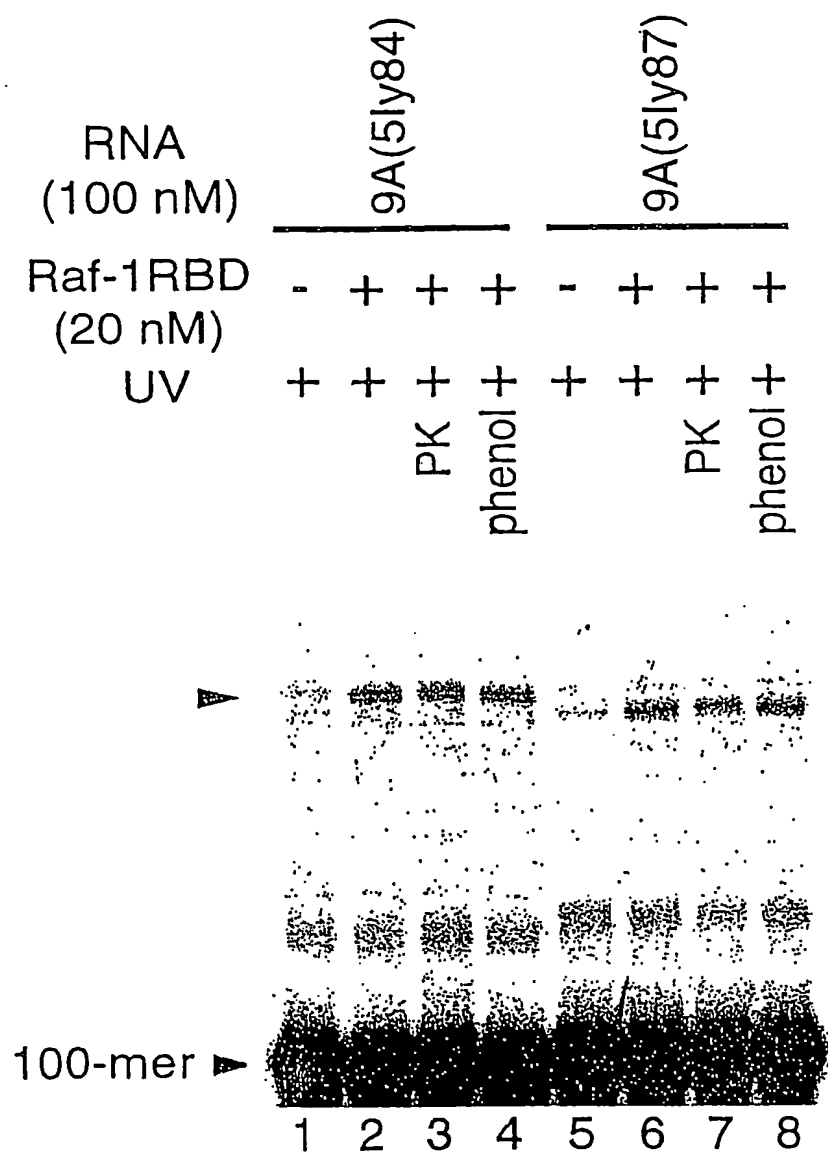 9A(5Iy84) 9A(5Iy87)
RNA
(100 nM)
Raf-1RBD - + + + - + + +
(20 nM)
UV + + + + + + + +
PK phenol PK phenol
100-mer
1 2 3 4 5 6 7 8